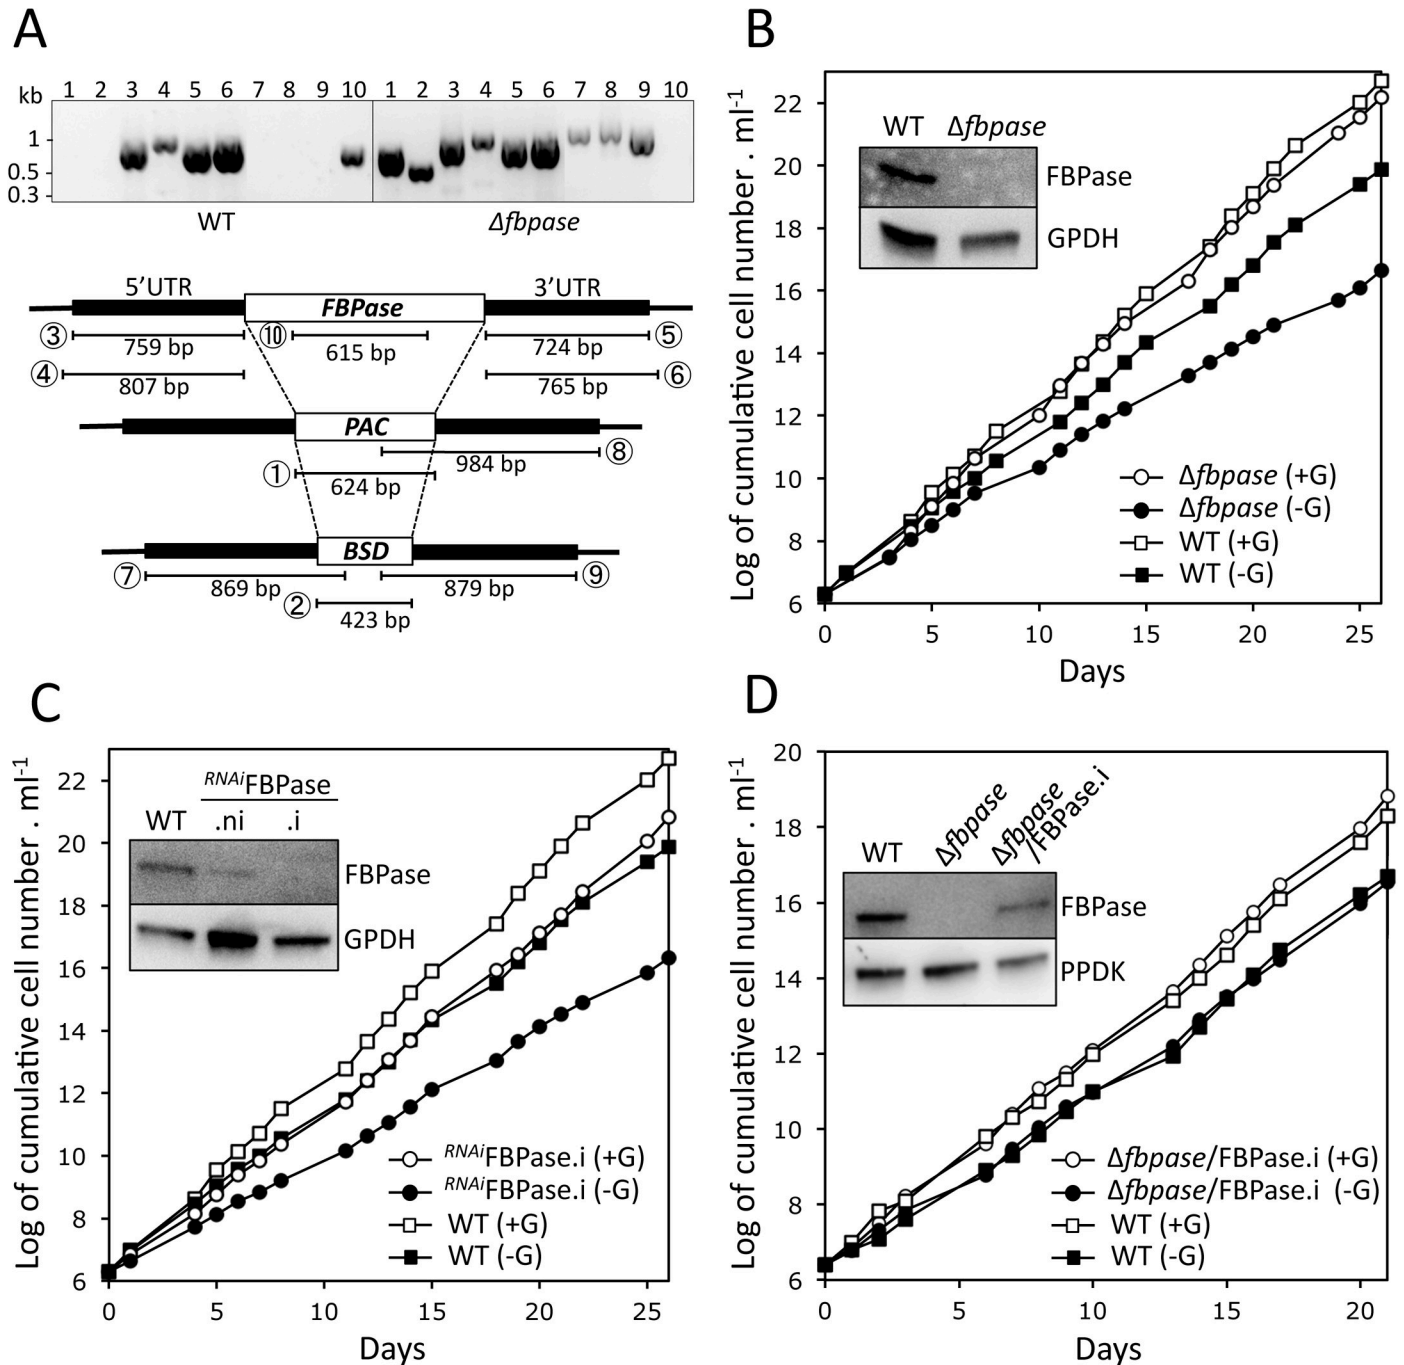 A
1 2 3 4 5 6 7 8 9 10 1 2 3 4 5 6 7 8 9 10
kb
1
0.5
0.3
WT Δfbpase
5’UTR FBPase 3’UTR
③ 759 bp ⑩ 615 bp 724 bp ⑤
④ 807 bp 765 bp ⑥
PAC
984 bp ⑧
① 624 bp
BSD
⑦ 869 bp 879 bp ⑨
② 423 bp
B
Log of cumulative cell number . ml-1
22
20
18
16
14
12
10
8
6
WT Δfbpase
FBPase
GPDH
Δfbpase (+G)
Δfbpase (-G)
WT (+G)
WT (-G)
0 5 10 15 20 25
Days
C
Log of cumulative cell number . ml-1
22
20
18
16
14
12
10
8
6
RNAiFBPase
WT .ni .i
FBPase
GPDH
RNAiFBPase.i (+G)
RNAiFBPase.i (-G)
WT (+G)
WT (-G)
0 5 10 15 20 25
Days
D
Log of cumulative cell number . ml-1
20
18
16
14
12
10
8
6
WT
Δfbpase
Δfbpase
/FBPase.i
FBPase
PPDK
Δfbpase/FBPase.i (+G)
Δfbpase/FBPase.i (-G)
WT (+G)
WT (-G)
0 5 10 15 20
Days